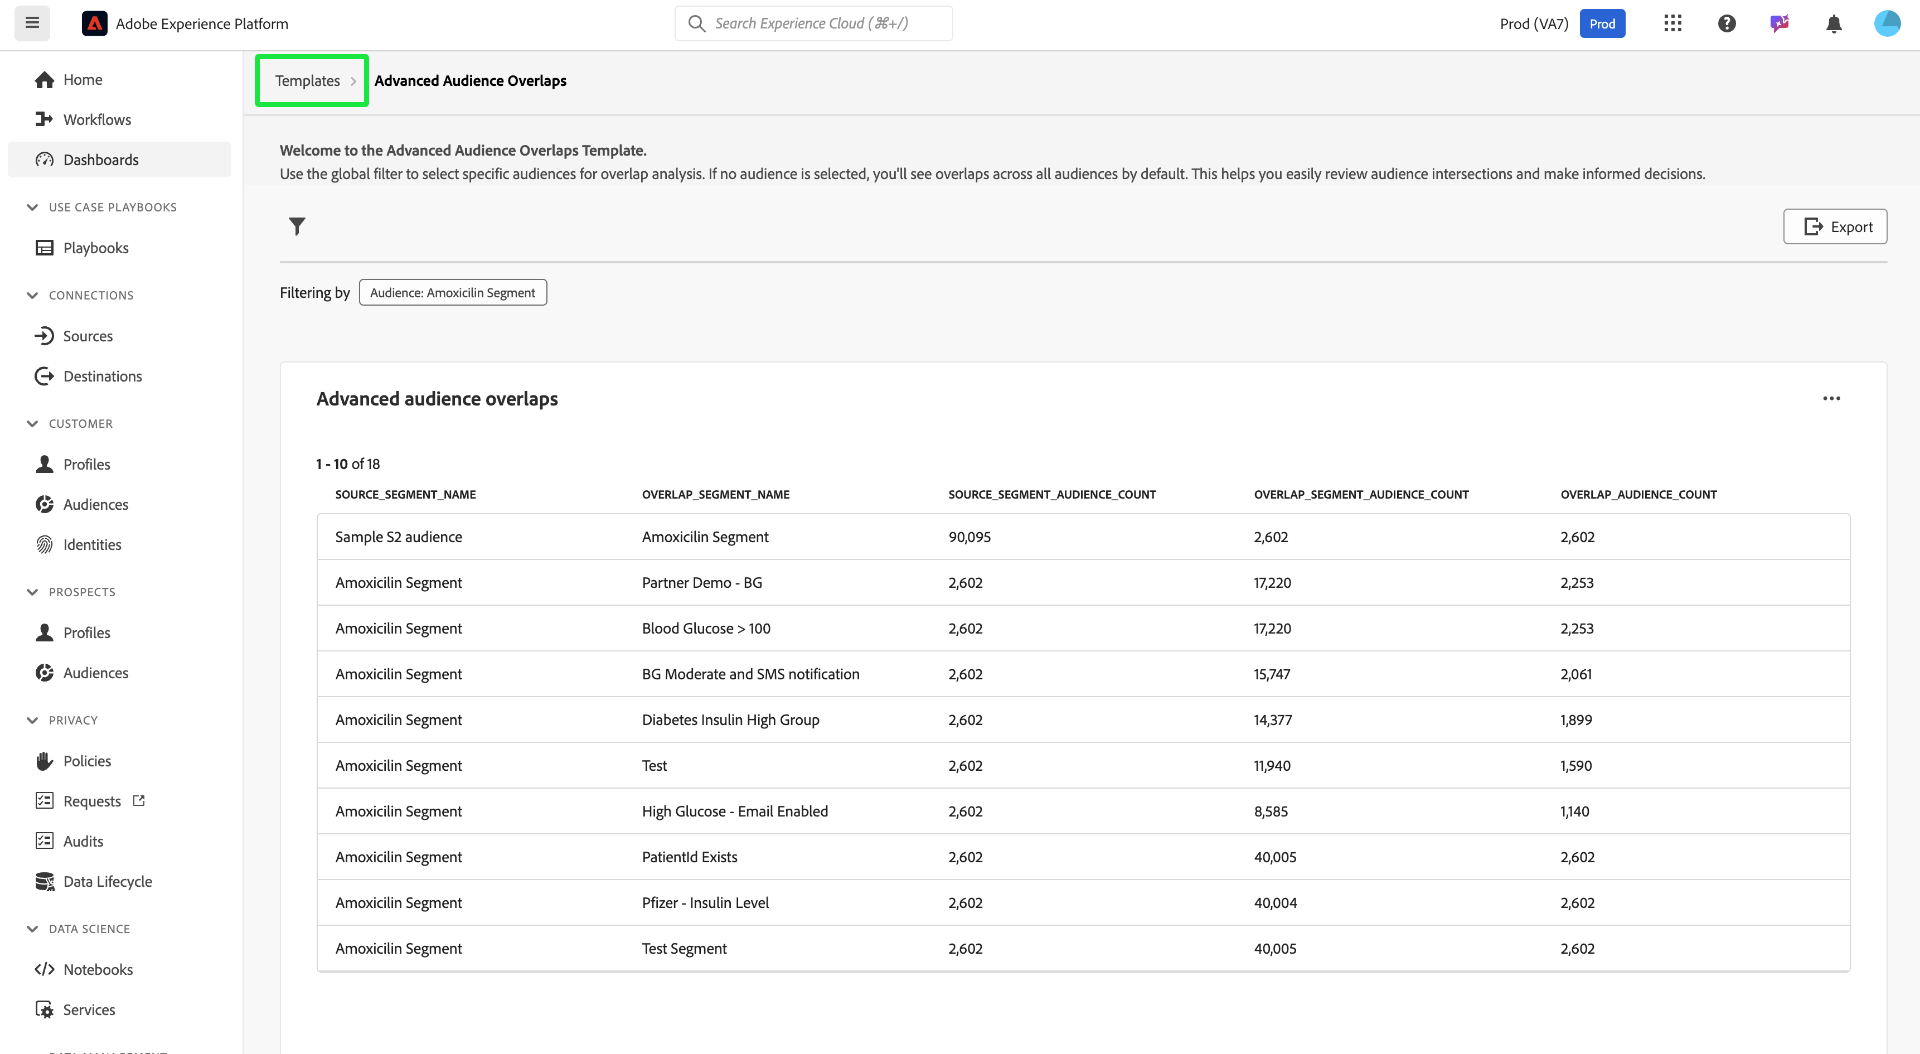 Adobe Experience Platform
Search Experience Cloud (⌘+/)
Prod (VA7)
Prod
Home
Workflows
Dashboards
USE CASE PLAYBOOKS
Playbooks
CONNECTIONS
Sources
Destinations
CUSTOMER
Profiles
Audiences
Identities
PROSPECTS
Profiles
Audiences
PRIVACY
Policies
Requests
Audits
Data Lifecycle
DATA SCIENCE
Notebooks
Services
Templates > Advanced Audience Overlaps
Welcome to the Advanced Audience Overlaps Template.
Use the global filter to select specific audiences for overlap analysis. If no audience is selected, you'll see overlaps across all audiences by default. This helps you easily review audience intersections and make informed decisions.
Export
Filtering by Audience: Amoxicilin Segment
Advanced audience overlaps
1 - 10 of 18
SOURCE_SEGMENT_NAME OVERLAP_SEGMENT_NAME SOURCE_SEGMENT_AUDIENCE_COUNT OVERLAP_SEGMENT_AUDIENCE_COUNT OVERLAP_AUDIENCE_COUNT
Sample S2 audience Amoxicilin Segment 90,095 2,602 2,602
Amoxicilin Segment Partner Demo - BG 2,602 17,220 2,253
Amoxicilin Segment Blood Glucose > 100 2,602 17,220 2,253
Amoxicilin Segment BG Moderate and SMS notification 2,602 15,747 2,061
Amoxicilin Segment Diabetes Insulin High Group 2,602 14,377 1,899
Amoxicilin Segment Test 2,602 11,940 1,590
Amoxicilin Segment High Glucose - Email Enabled 2,602 8,585 1,140
Amoxicilin Segment PatientId Exists 2,602 40,005 2,602
Amoxicilin Segment Pfizer - Insulin Level 2,602 40,004 2,602
Amoxicilin Segment Test Segment 2,602 40,005 2,602